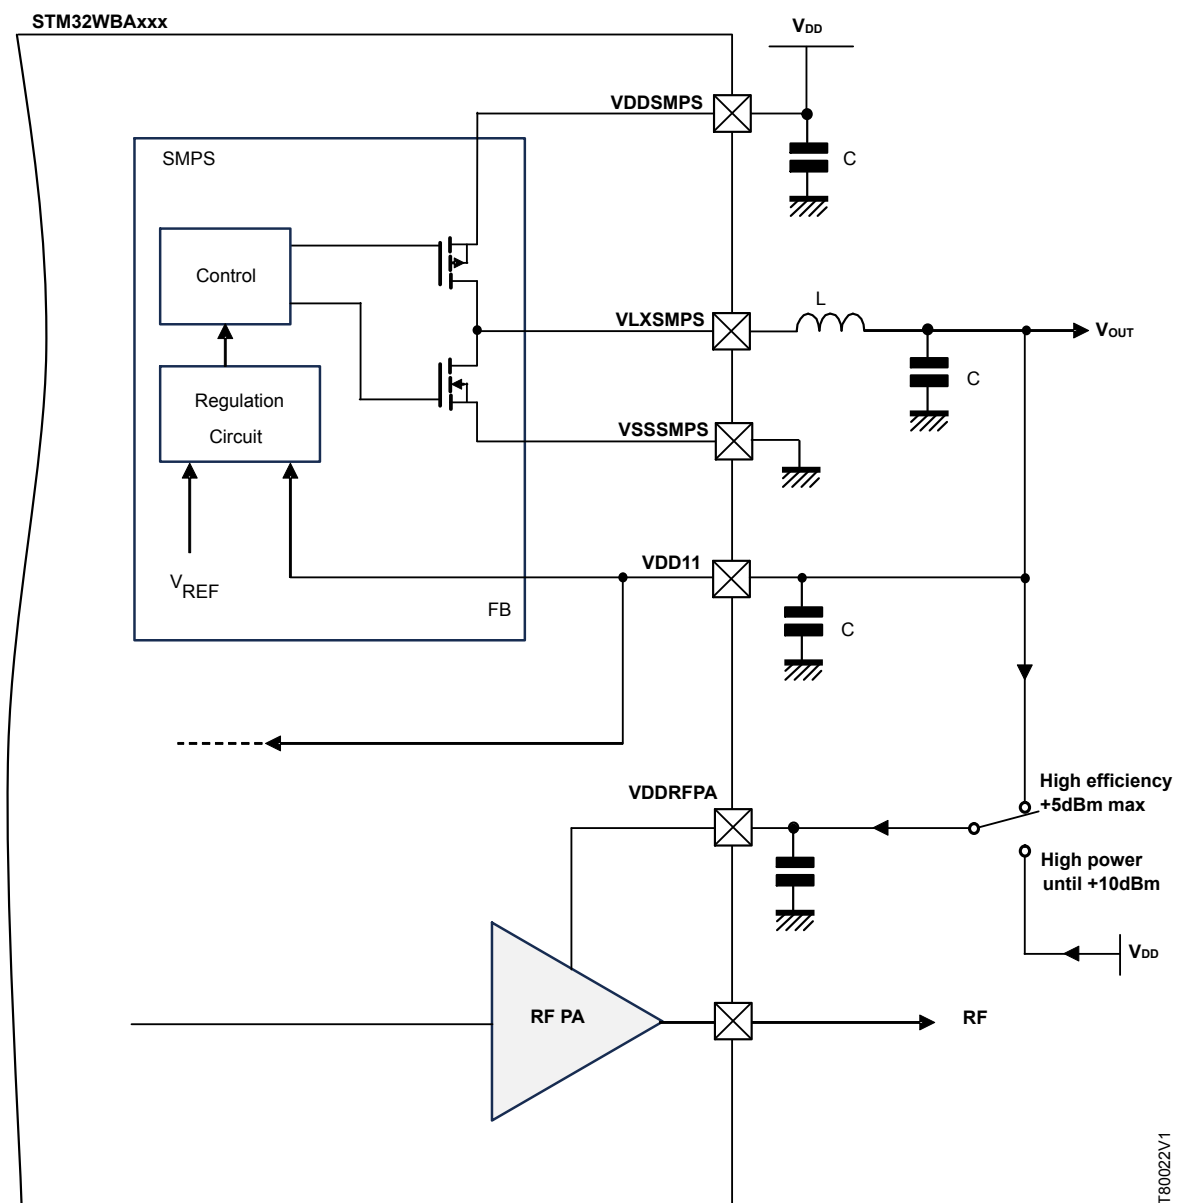 STM32WBAxxx
VDD
VDDSMPS
SMPS
C
Control
L
VLXSMPS
VOUT
C
Regulation
Circuit
VSSSMPS
VDD11
VREF
FB
C
VDDRFPA
High efficiency
+5dBm max
High power
until +10dBm
VDD
RF PA
RF
T80022V1